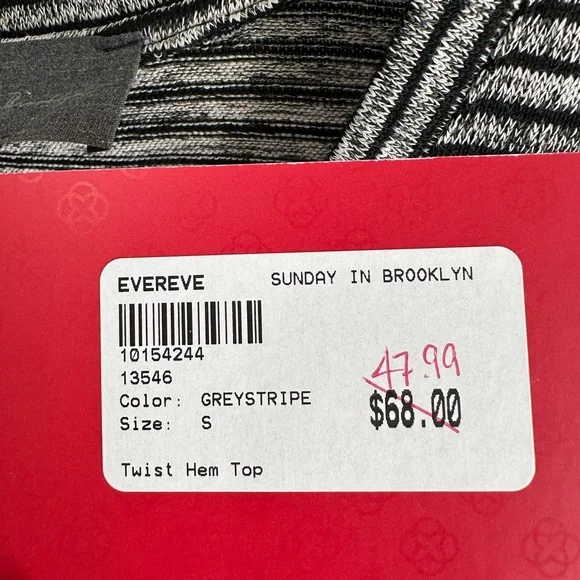 EVEREVE SUNDAY IN BROOKLYN
10154244
13546
47.99
Color: GREYSTRIPE
$68.00
Size: S
Twist Hem Top